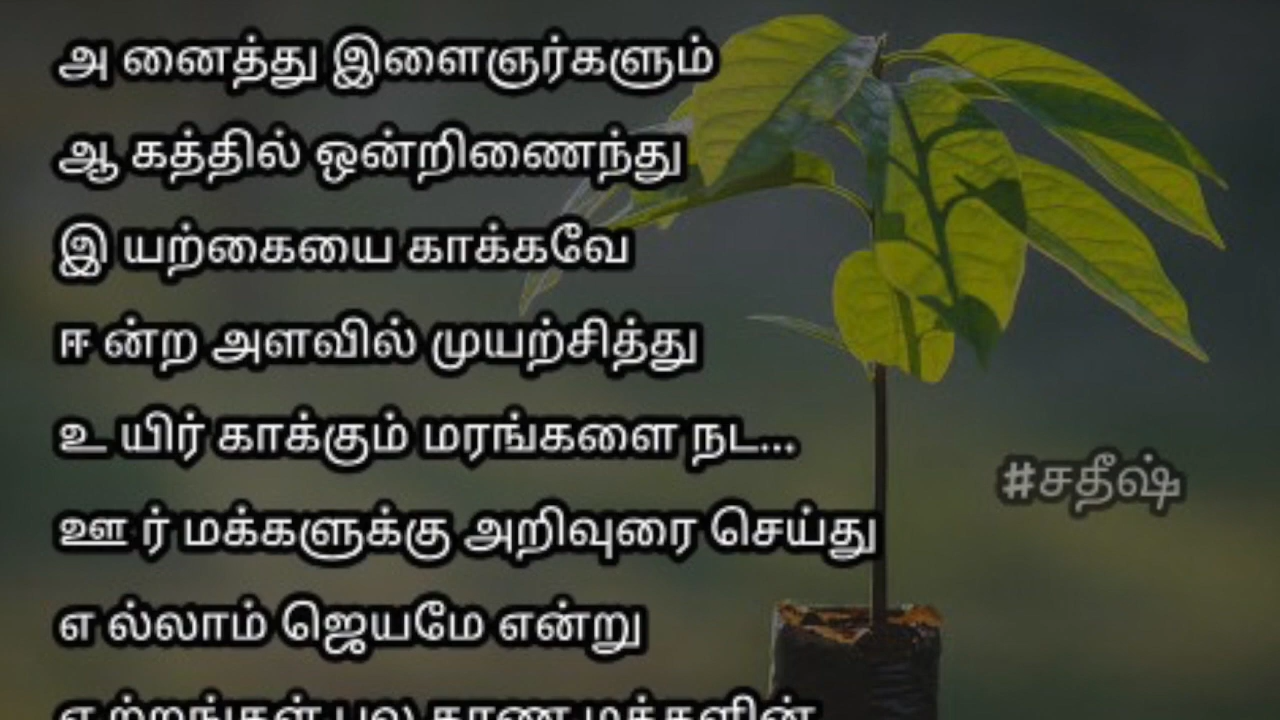 அ னைத்து இளைஞர்களும்
ஆ கத்தில் ஒன்றிணைந்து
இ யற்கையை காக்கவே
ஈ ன்ற அளவில் முயற்சித்து
உ யிர் காக்கும் மரங்களை நட...
#சதீஷ்
ஊ ர் மக்களுக்கு அறிவுரை செய்து
எ ல்லாம் ஜெயமே என்று
ஏ ற்றங்கள் பல காண மக்களின்